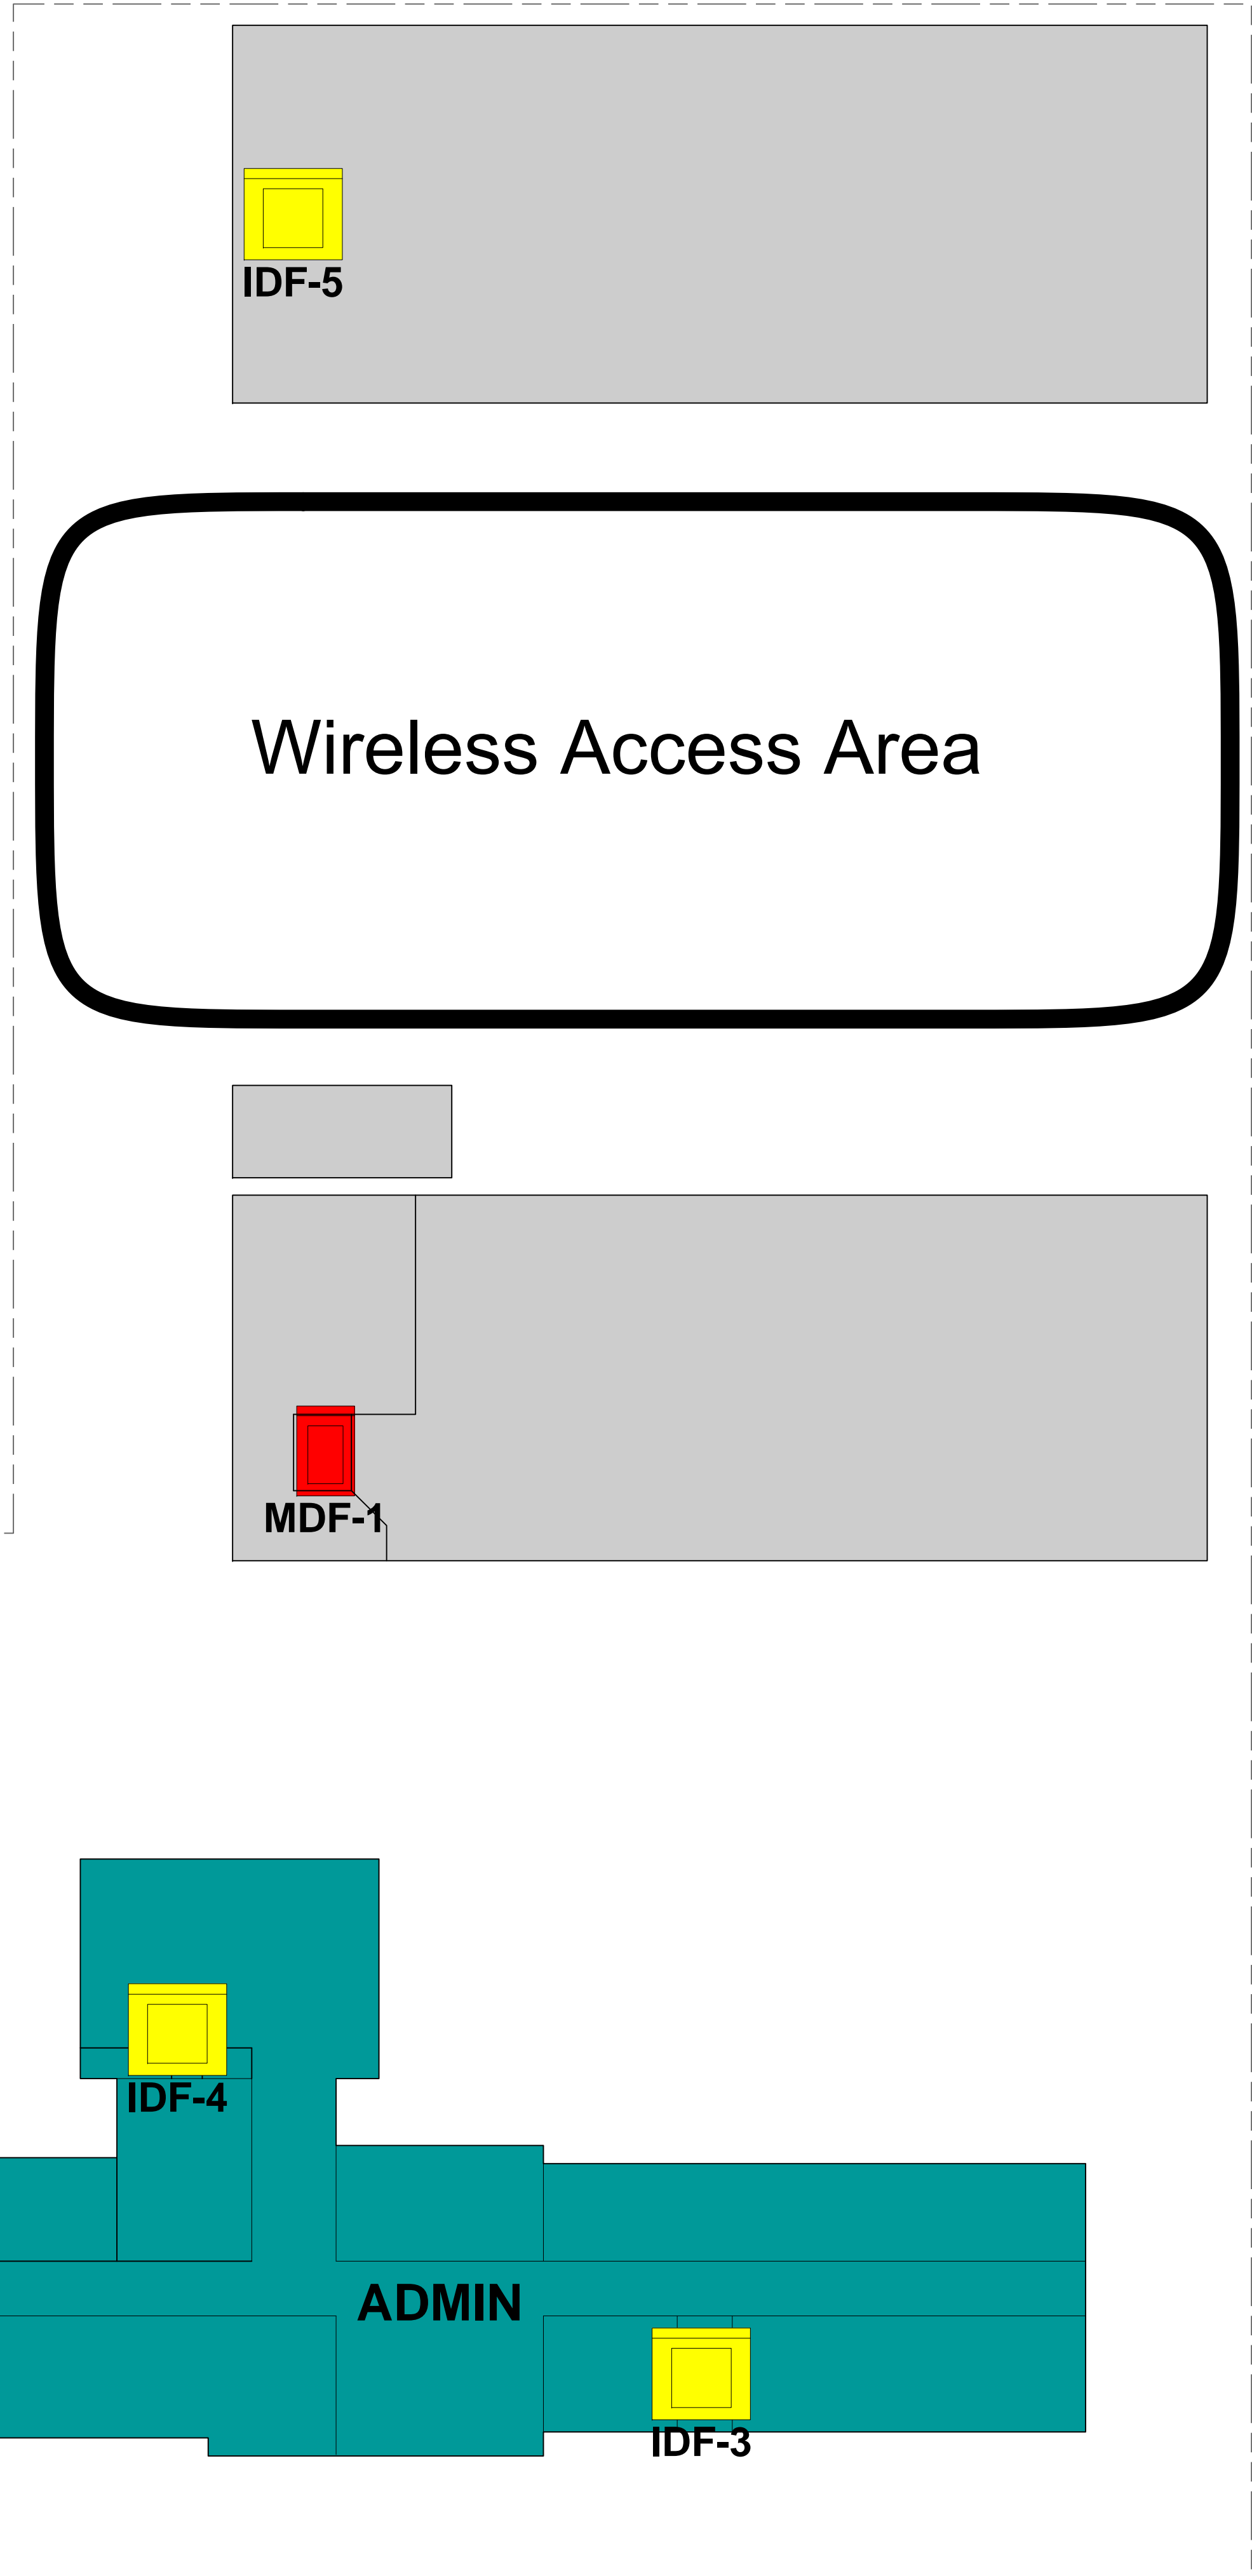 IDF-5
Wireless Access Area
MDF-1
IDF-4
ADMIN
IDF-3